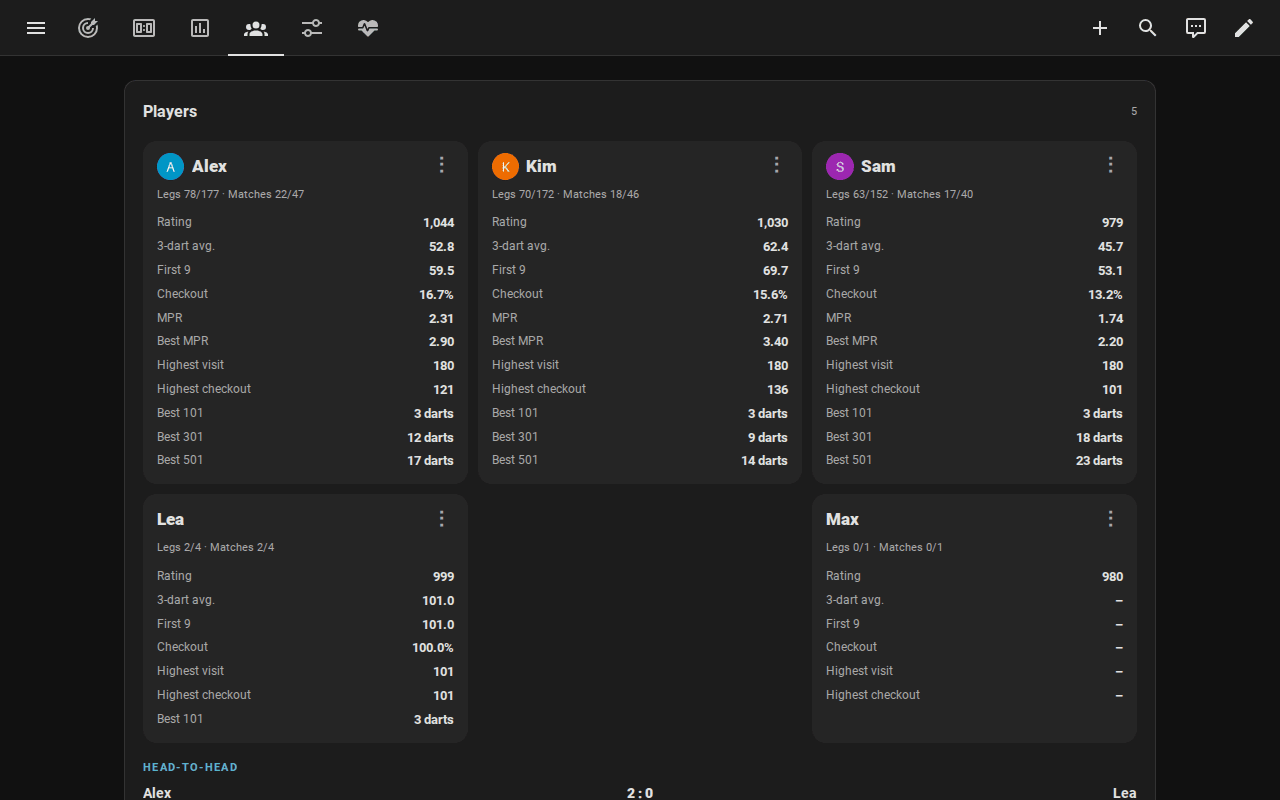 Players
5
A Alex
Legs 78/177 · Matches 22/47
Rating 1,044
3-dart avg. 52.8
First 9 59.5
Checkout 16.7%
MPR 2.31
Best MPR 2.90
Highest visit 180
Highest checkout 121
Best 101 3 darts
Best 301 12 darts
Best 501 17 darts
K Kim
Legs 70/172 · Matches 18/46
Rating 1,030
3-dart avg. 62.4
First 9 69.7
Checkout 15.6%
MPR 2.71
Best MPR 3.40
Highest visit 180
Highest checkout 136
Best 101 3 darts
Best 301 9 darts
Best 501 14 darts
S Sam
Legs 63/152 · Matches 17/40
Rating 979
3-dart avg. 45.7
First 9 53.1
Checkout 13.2%
MPR 1.74
Best MPR 2.20
Highest visit 180
Highest checkout 101
Best 101 3 darts
Best 301 18 darts
Best 501 23 darts
Lea
Legs 2/4 · Matches 2/4
Rating 999
3-dart avg. 101.0
First 9 101.0
Checkout 100.0%
Highest visit 101
Highest checkout 101
Best 101 3 darts
Max
Legs 0/1 · Matches 0/1
Rating 980
3-dart avg. –
First 9 –
Checkout –
Highest visit –
Highest checkout –
HEAD-TO-HEAD
Alex 2 : 0 Lea